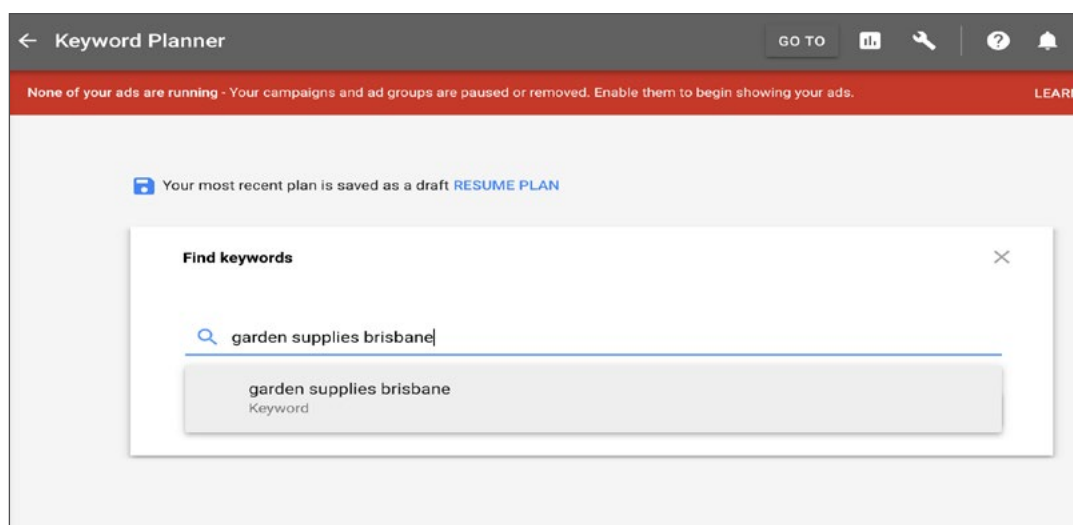 Keyword Planner
GO TO
None of your ads are running - Your campaigns and ad groups are paused or removed. Enable them to begin showing your ads.
Your most recent plan is saved as a draft RESUME PLAN
Find keywords
garden supplies brisbane
garden supplies brisbane
Keyword